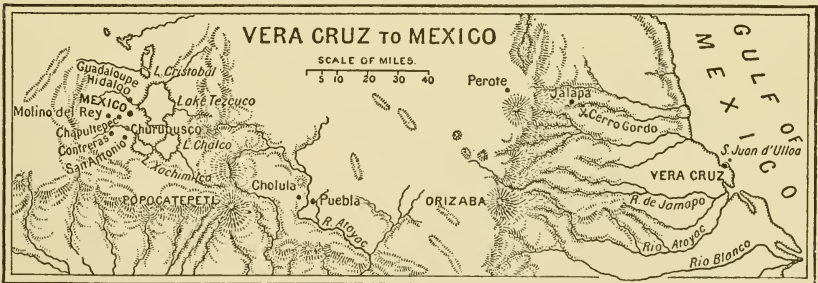 VERA CRUZ TO MEXICO
SCALE OF MILES.
5 10 20 30 40
GULF OF
MEXICO
Guadaloupe
Hidalgo
L. Cristobal
MEXICO
Lake Tezcuco
Molino del Rey
Chapultepec
Churubusco
Contreras
San Antonio
L. Chalco
L. Xochimilco
POPOCATEPETL
Cholula
Puebla
R. Atoyac
Perote
Jalapa
Cerro Gordo
S. Juan d'Ulloa
VERA CRUZ
ORIZABA
R. de Jamapo
Rio Atoyac
Rio Blanco